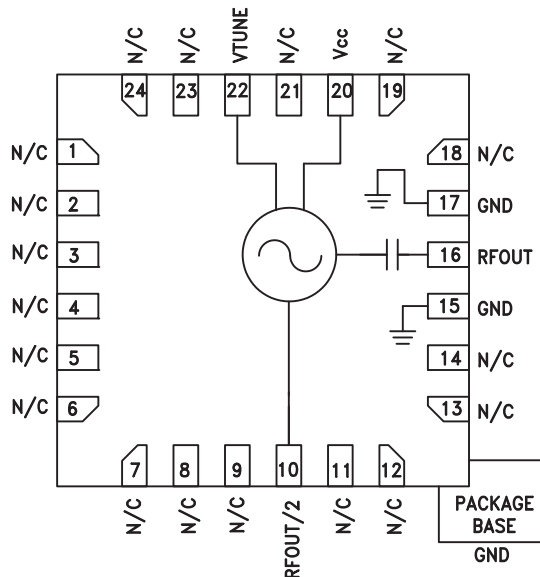 N/C
N/C
VTUNE
N/C
Vcc
N/C
24
23
22
21
20
19
N/C 1
N/C 2
N/C 3
N/C 4
N/C 5
N/C 6
18 N/C
17 GND
16 RFOUT
15 GND
14 N/C
13 N/C
7
8
9
10
11
12
N/C
N/C
N/C
RFOUT/2
N/C
N/C
PACKAGE
BASE
GND